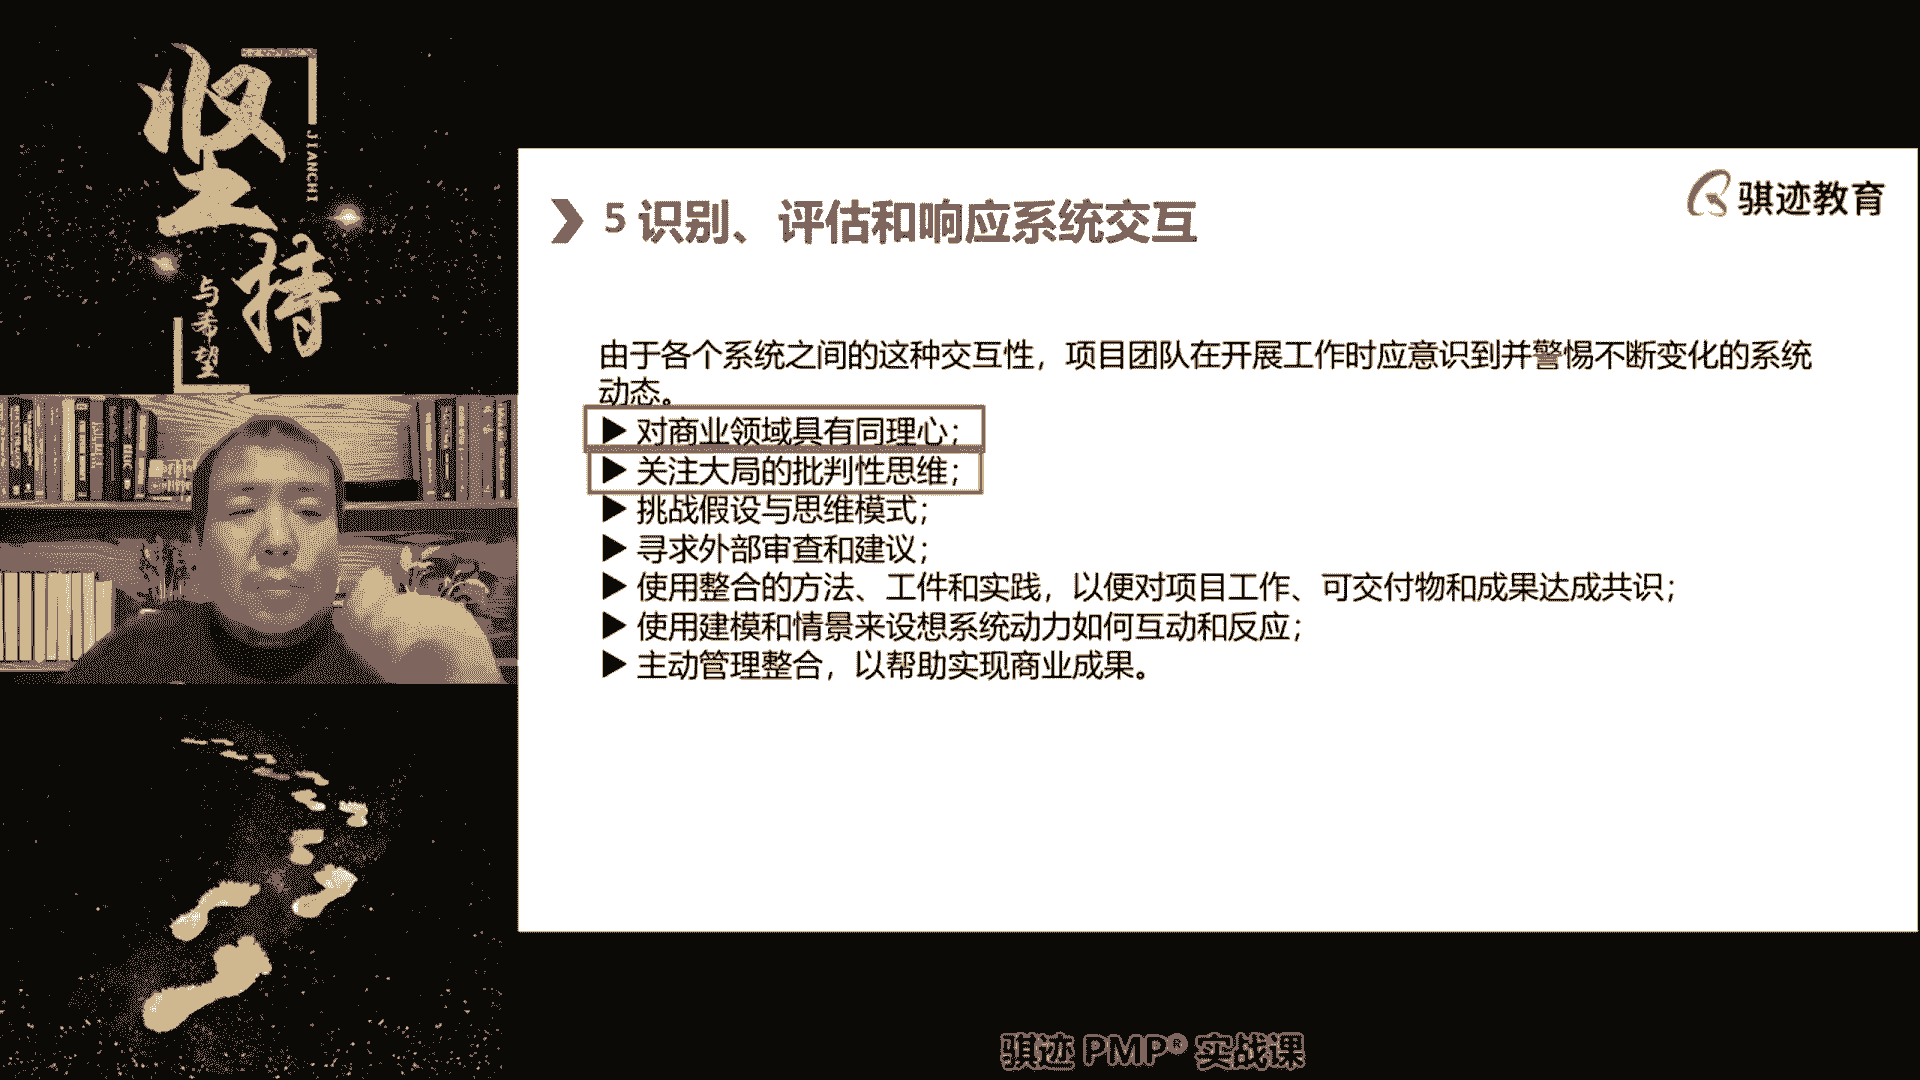 坚持
JIANCHI
与希望
骐迹教育
5 识别、评估和响应系统交互
由于各个系统之间的这种交互性，项目团队在开展工作时应意识到并警惕不断变化的系统
动态。
▶ 对商业领域具有同理心；
▶ 关注大局的批判性思维；
▶ 挑战假设与思维模式；
▶ 寻求外部审查和建议；
▶ 使用整合的方法、工件和实践，以便对项目工作、可交付物和成果达成共识；
▶ 使用建模和情景来设想系统动力如何互动和反应；
▶ 主动管理整合，以帮助实现商业成果。
骐迹 PMP® 实战课